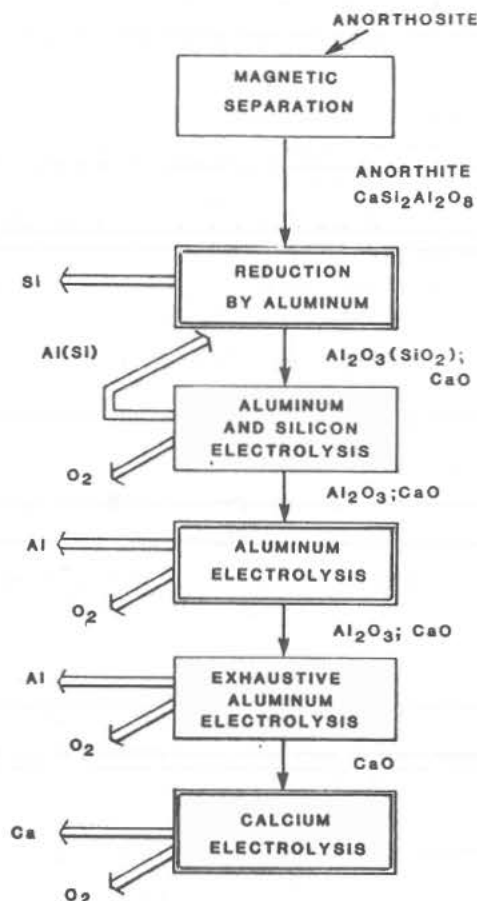 ANORTHOSITE
MAGNETIC
SEPARATION
ANORTHITE
CaSi₂Al₂O₈
REDUCTION
BY ALUMINUM
Si
Al(Si)
Al₂O₃(SiO₂);
CaO
ALUMINUM
AND SILICON
ELECTROLYSIS
O₂
Al₂O₃;CaO
Al
ALUMINUM
ELECTROLYSIS
O₂
Al₂O₃; CaO
Al
EXHAUSTIVE
ALUMINUM
ELECTROLYSIS
O₂
CaO
Ca
CALCIUM
ELECTROLYSIS
O₂